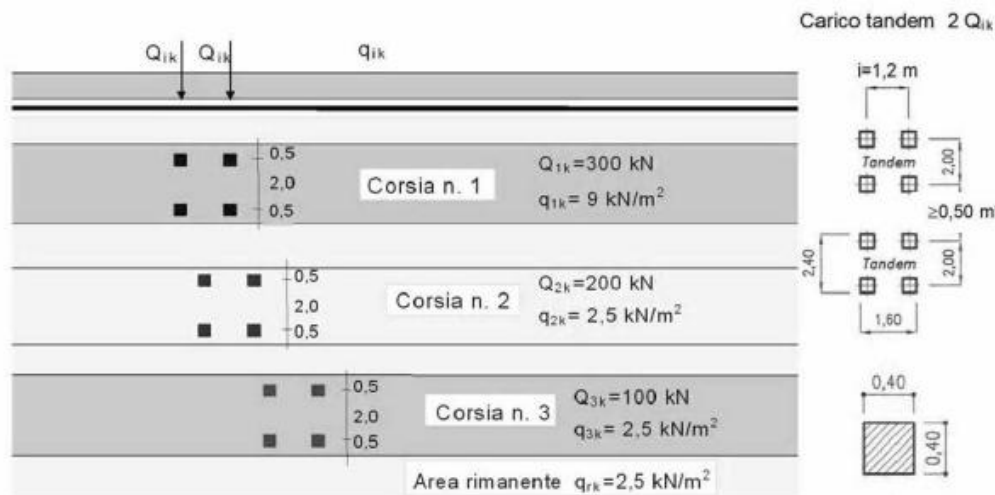 Carico tandem 2 Qik
Qik Qik qik
i=1,2 m
0,5
2,0
0,5
Corsia n. 1
Q1k=300 kN
q1k= 9 kN/m²
Tandem
2,00
≥0,50 m
0,5
2,0
0,5
Corsia n. 2
Q2k=200 kN
q2k= 2,5 kN/m²
2,40
Tandem
2,00
1,60
0,5
2,0
0,5
Corsia n. 3
Q3k=100 kN
q3k= 2,5 kN/m²
0,40
0,40
Area rimanente qrk=2,5 kN/m²